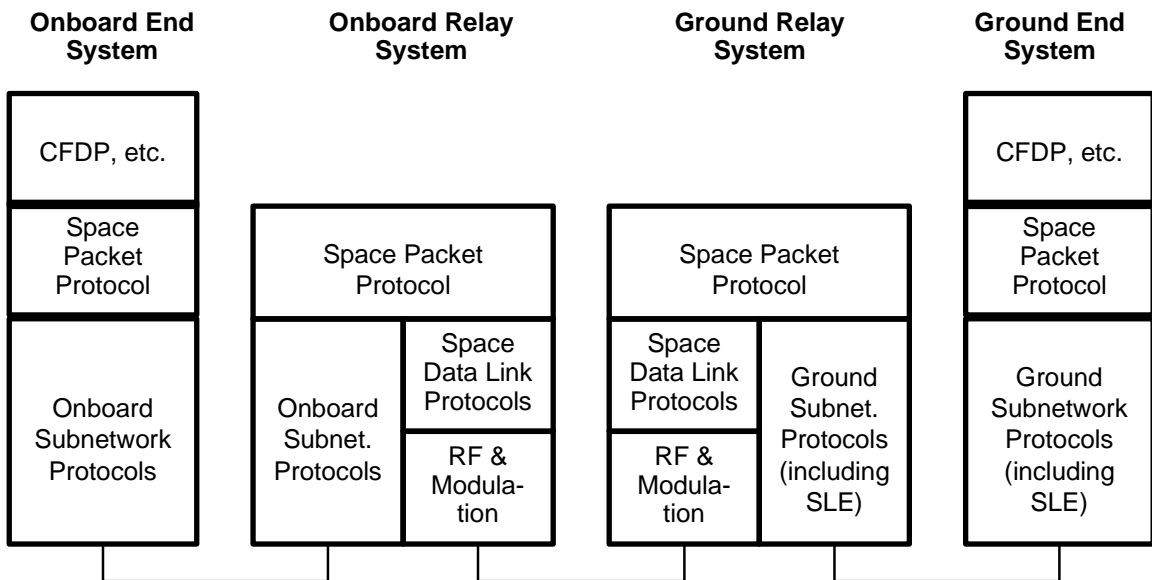 Onboard End
System
Onboard Relay
System
Ground Relay
System
Ground End
System
CFDP, etc.
Space
Packet
Protocol
Onboard
Subnetwork
Protocols
Space Packet
Protocol
Onboard
Subnet.
Protocols
Space
Data Link
Protocols
RF &
Modula-
tion
Space Packet
Protocol
Space
Data Link
Protocols
RF &
Modula-
tion
Ground
Subnet.
Protocols
(including
SLE)
CFDP, etc.
Space
Packet
Protocol
Ground
Subnetwork
Protocols
(including
SLE)